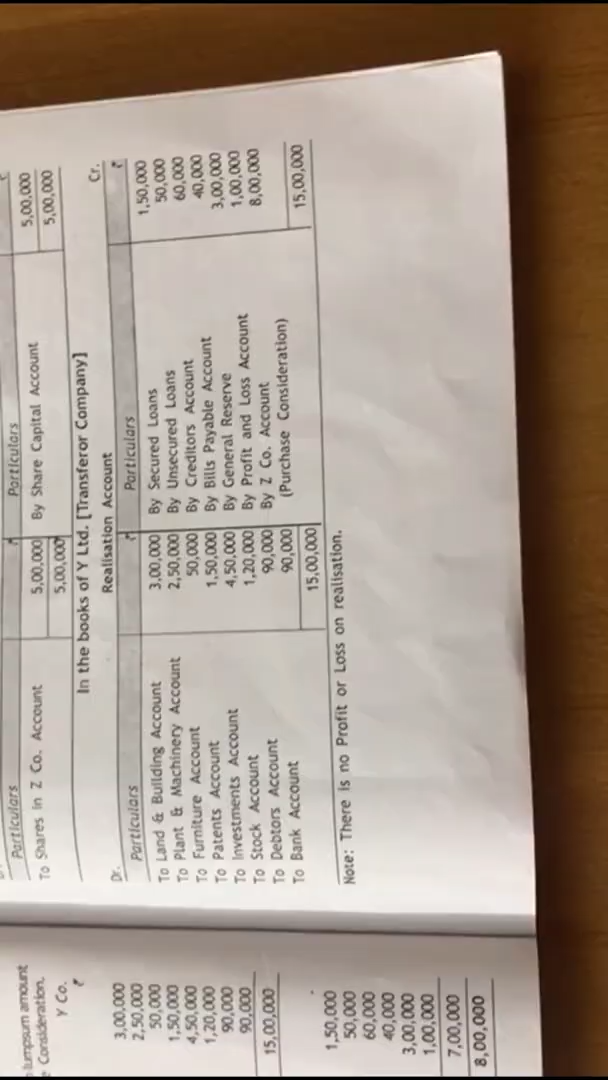 Particulars ₹ Particulars ₹
To Shares in Z Co. Account 5,00,000 By Share Capital Account 5,00,000
5,00,000 5,00,000
In the books of Y Ltd. [Transferor Company]
Realisation Account
Dr. Cr.
Particulars ₹ Particulars ₹
To Land & Building Account 3,00,000 By Secured Loans 1,50,000
To Plant & Machinery Account 2,50,000 By Unsecured Loans 50,000
To Furniture Account 50,000 By Creditors Account 60,000
To Patents Account 1,50,000 By Bills Payable Account 40,000
To Investments Account 4,50,000 By General Reserve 3,00,000
To Stock Account 1,20,000 By Profit and Loss Account 1,00,000
To Debtors Account 90,000 By Z Co. Account 8,00,000
To Bank Account 90,000 (Purchase Consideration)
15,00,000 15,00,000
Note: There is no Profit or Loss on realisation.
lumpsum amount
Consideration.
Y Co.
₹
3,00,000
2,50,000
50,000
1,50,000
4,50,000
1,20,000
90,000
90,000
15,00,000
1,50,000
50,000
60,000
40,000
3,00,000
1,00,000
7,00,000
8,00,000